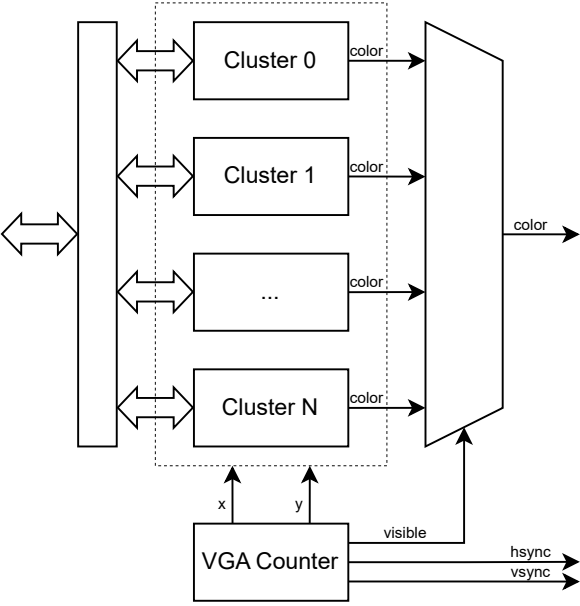 Cluster 0
color
Cluster 1
color
color
...
color
Cluster N
color
x
y
visible
VGA Counter
hsync
vsync